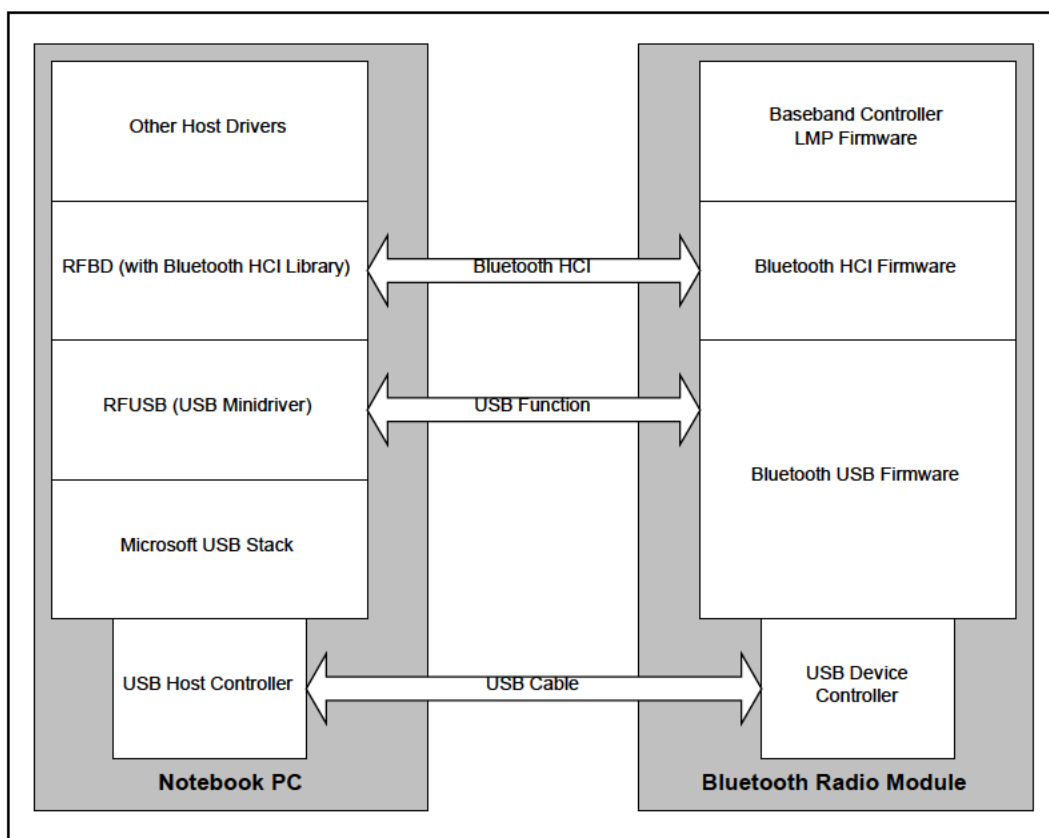 Other Host Drivers
Baseband Controller
LMP Firmware
RFBD (with Bluetooth HCI Library)
Bluetooth HCI
Bluetooth HCI Firmware
RFUSB (USB Minidriver)
USB Function
Bluetooth USB Firmware
Microsoft USB Stack
USB Host Controller
USB Cable
USB Device
Controller
Notebook PC
Bluetooth Radio Module